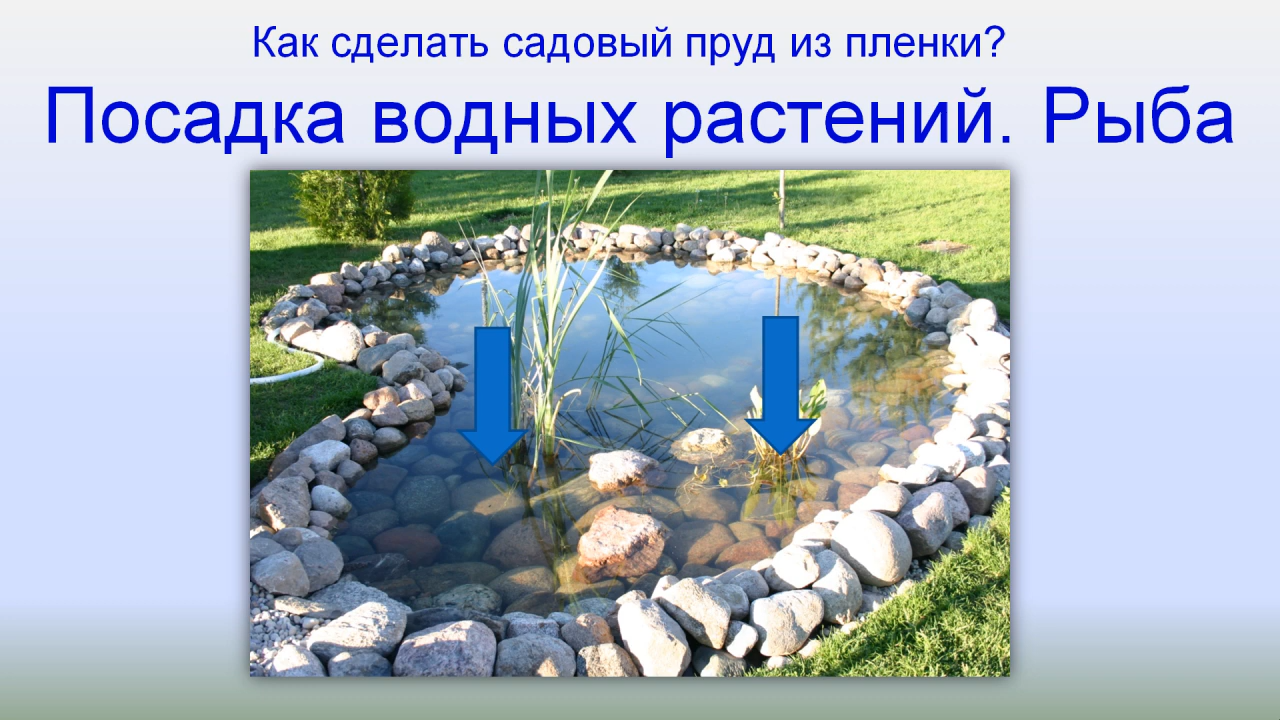 Как сделать садовый пруд из пленки?
Посадка водных растений. Рыба